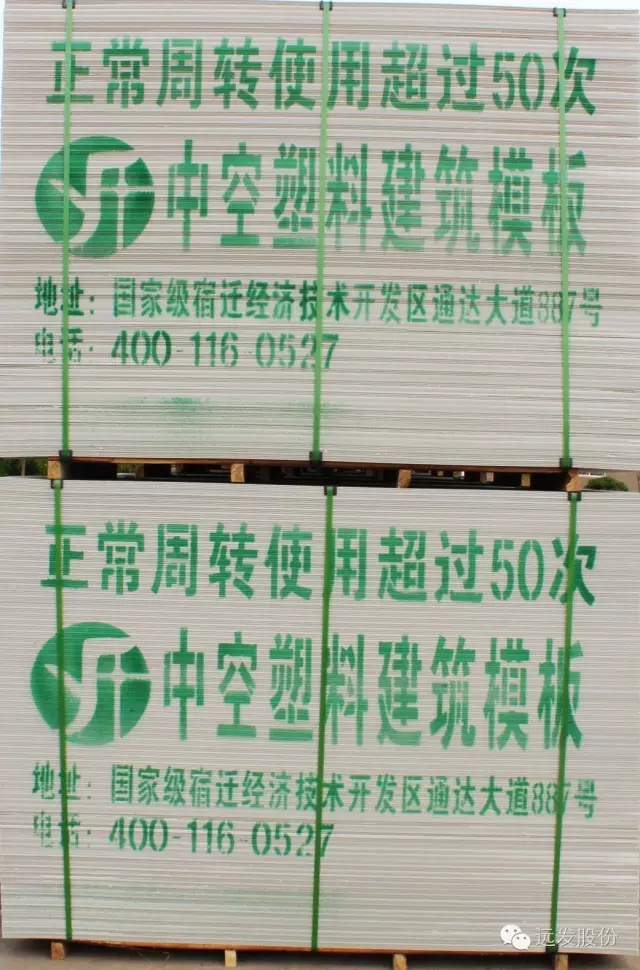 正常周转使用超过50次
中空塑料建筑模板
地址：国家级宿迁经济技术开发区通达大道887号
电话：400-116-0527
正常周转使用超过50次
中空塑料建筑模板
地址：国家级宿迁经济技术开发区通达大道887号
电话：400-116-0527
远发股份